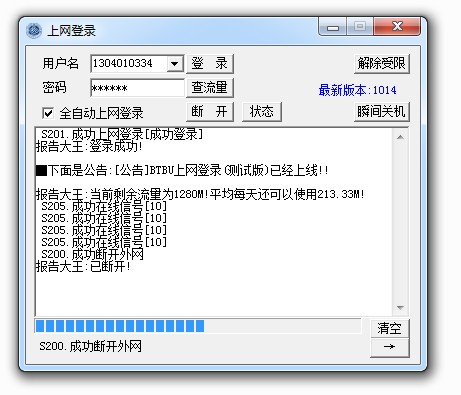 上网登录
用户名 1304010334 登 录 解除受限
密码 ****** 查流量 最新版本:1014
全自动上网登录 断 开 状态 瞬间关机
S201.成功上网登录[成功登录]
报告大王:登录成功!
■下面是公告:[公告]BTBU上网登录(测试版)已经上线!!
报告大王:当前剩余流量为1280M!平均每天还可以使用213.33M!
S205.成功在线信号[10]
S205.成功在线信号[10]
S205.成功在线信号[10]
S205.成功在线信号[10]
S200.成功断开外网
报告大王:已断开!
清空
S200.成功断开外网 →